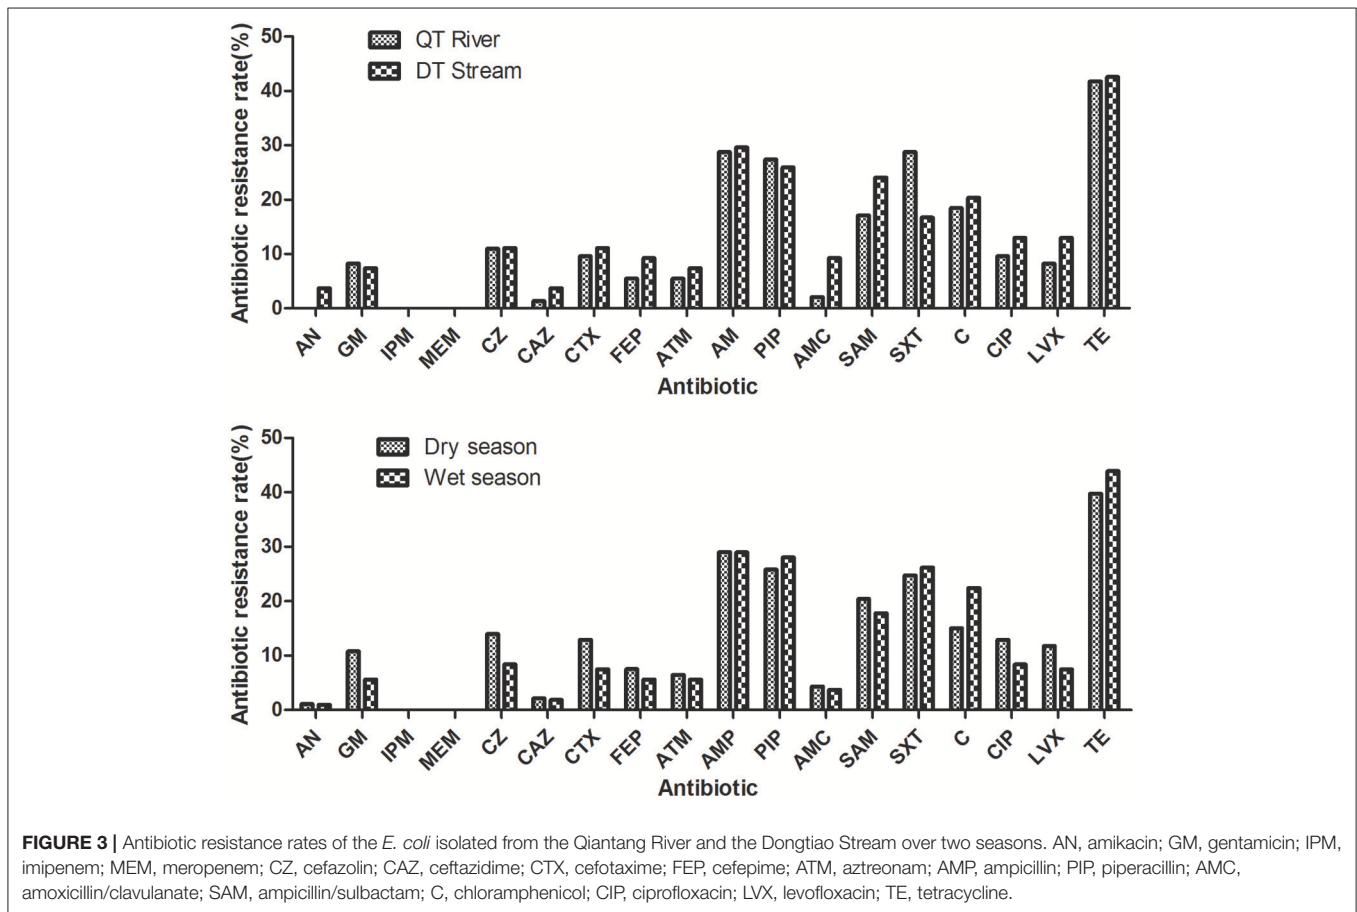 50
40
30
20
10
0
Antibiotic resistance rate(%)
QT River
DT Stream
AN GM IPM MEM CZ CAZ CTX FEP ATM AM PIP AMC SAM SXT C CIP LVX TE
Antibiotic
50
40
30
20
10
0
Antibiotic resistance rate(%)
Dry season
Wet season
AN GM IPM MEM CZ CAZ CTX FEP ATM AMP PIP AMC SAM SXT C CIP LVX TE
Antibiotic
FIGURE 3 | Antibiotic resistance rates of the E. coli isolated from the Qiantang River and the Dongtiao Stream over two seasons. AN, amikacin; GM, gentamicin; IPM,
imipenem; MEM, meropenem; CZ, cefazolin; CAZ, ceftazidime; CTX, cefotaxime; FEP, cefepime; ATM, aztreonam; AMP, ampicillin; PIP, piperacillin; AMC,
amoxicillin/clavulanate; SAM, ampicillin/sulbactam; C, chloramphenicol; CIP, ciprofloxacin; LVX, levofloxacin; TE, tetracycline.